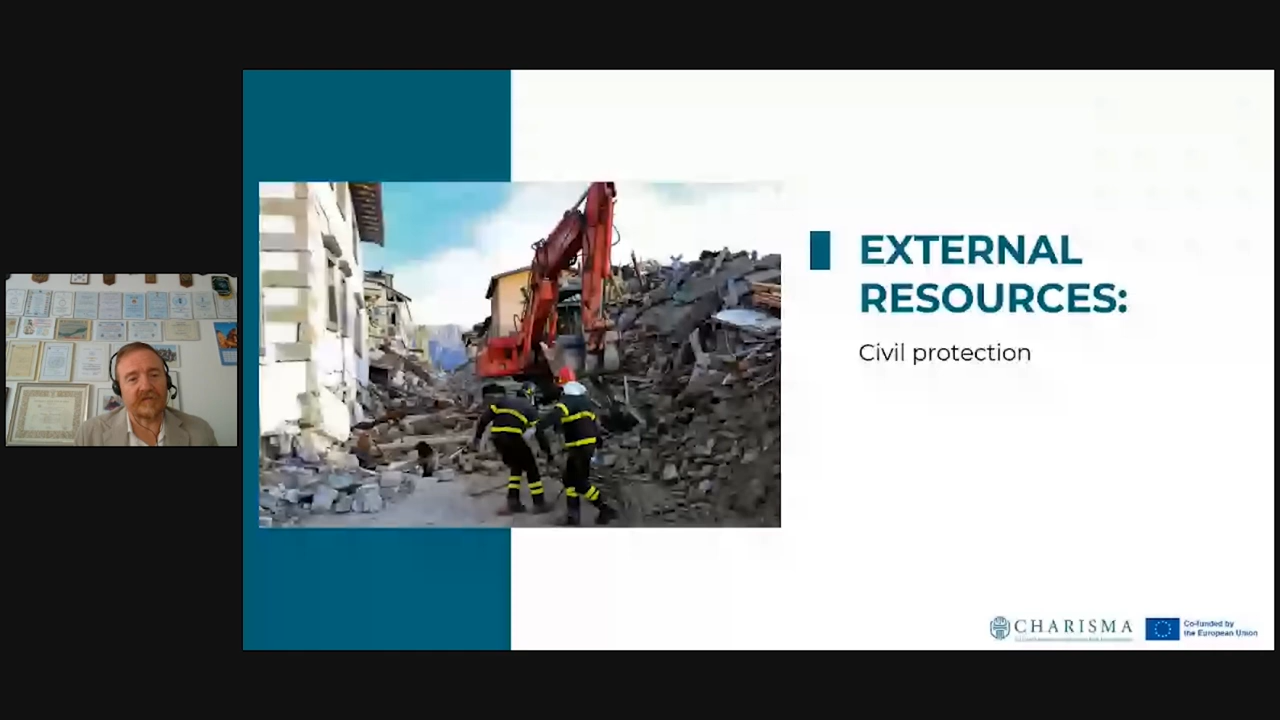 EXTERNAL
RESOURCES:
Civil protection
CHARISMA
Co-funded by
the European Union